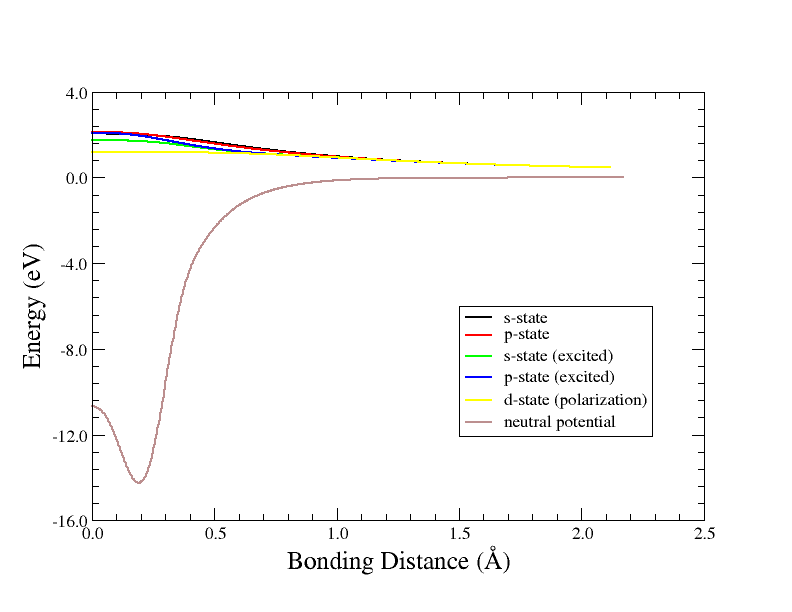 4.0
0.0
-4.0
-8.0
-12.0
-16.0
Energy (eV)
s-state
p-state
s-state (excited)
p-state (excited)
d-state (polarization)
neutral potential
0.0 0.5 1.0 1.5 2.0 2.5
Bonding Distance (Å)